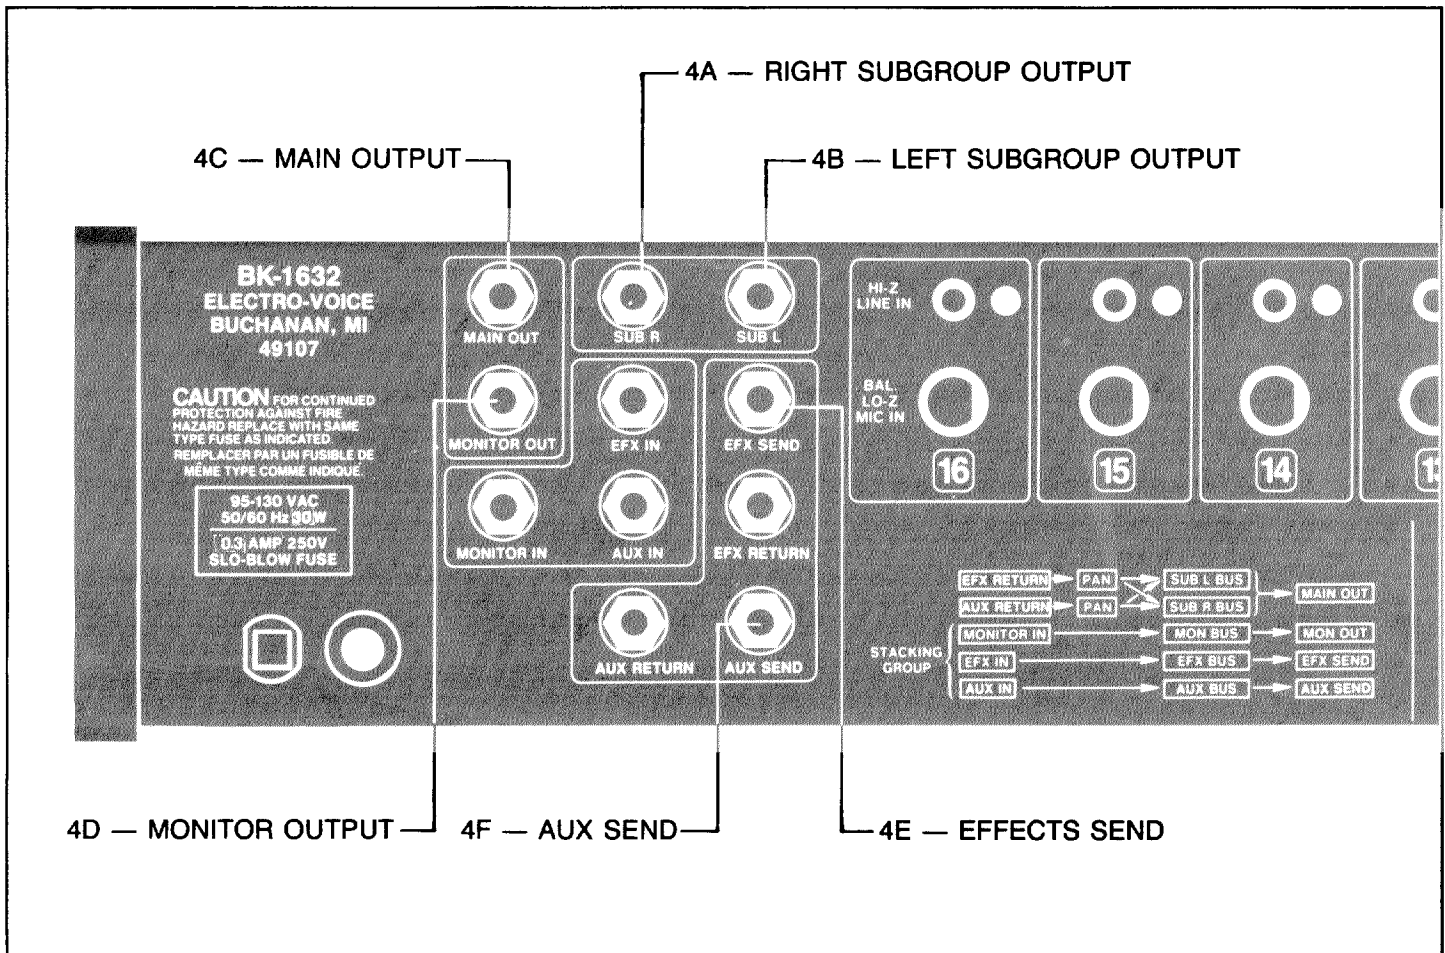 4A — RIGHT SUBGROUP OUTPUT
4C — MAIN OUTPUT
4B — LEFT SUBGROUP OUTPUT
BK-1632
ELECTRO-VOICE
BUCHANAN, MI
49107
CAUTION FOR CONTINUED
PROTECTION AGAINST FIRE
HAZARD REPLACE WITH SAME
TYPE FUSE AS INDICATED.
REMPLACER PAR UN FUSIBLE DE
MÊME TYPE COMME INDIQUE.
95-130 VAC
50/60 Hz 30W
0.3 AMP 250V
SLO-BLOW FUSE
MAIN OUT
SUB R
SUB L
MONITOR OUT
EFX IN
EFX SEND
MONITOR IN
AUX IN
EFX RETURN
AUX RETURN
AUX SEND
HI-Z
LINE IN
BAL
LO-Z
MIC IN
16
15
14
13
EFX RETURN PAN SUB L BUS
MAIN OUT
AUX RETURN PAN SUB R BUS
STACKING
GROUP
MONITOR IN MON BUS MON OUT
EFX IN EFX BUS EFX SEND
AUX IN AUX BUS AUX SEND
4D — MONITOR OUTPUT
4F — AUX SEND
4E — EFFECTS SEND